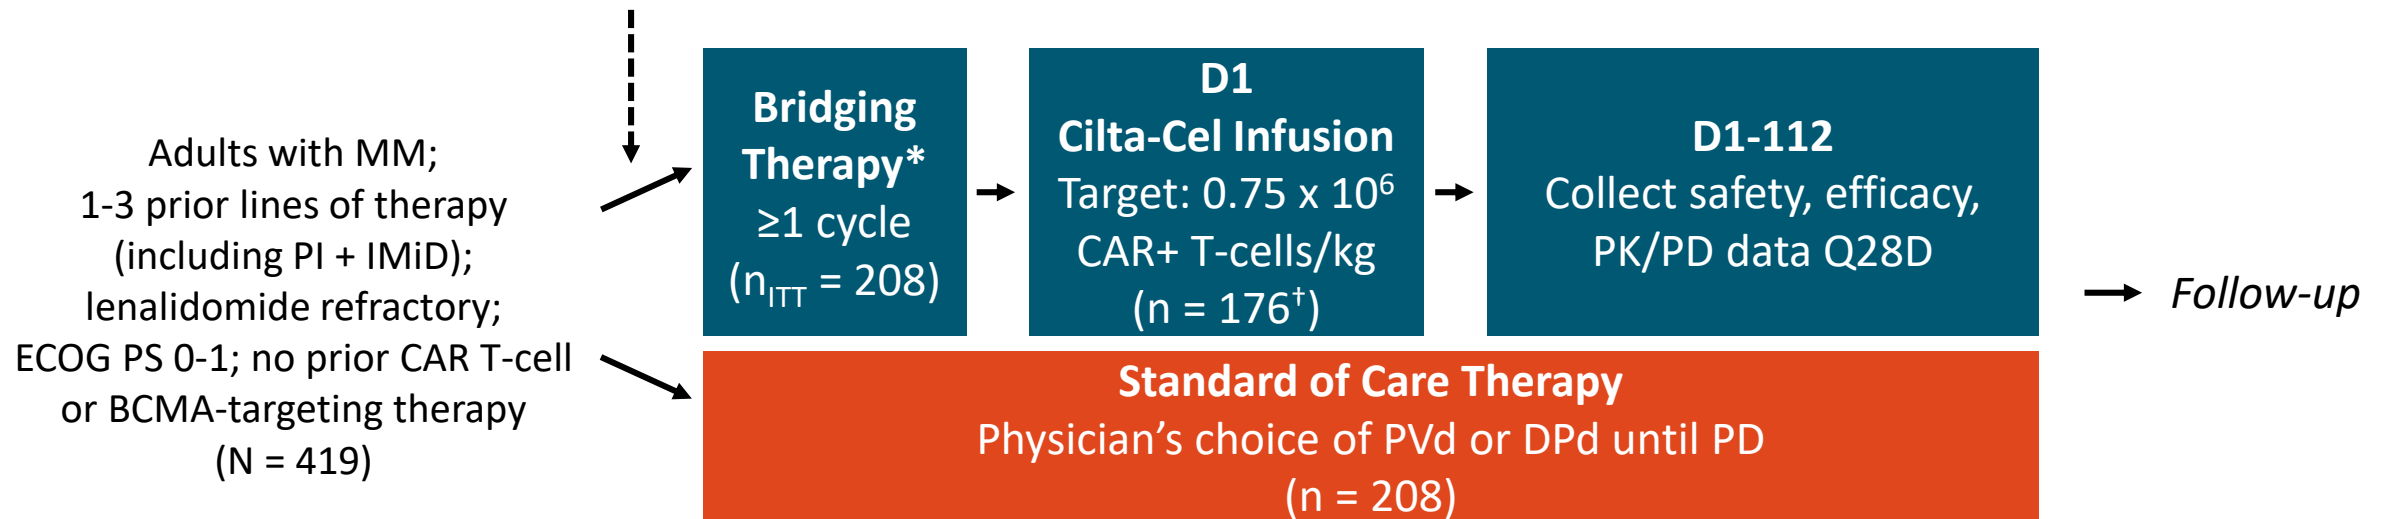 Adults with MM;
1-3 prior lines of therapy
(including PI + IMiD);
lenalidomide refractory;
ECOG PS 0-1; no prior CAR T-cell
or BCMA-targeting therapy
(N = 419)
Bridging
Therapy*
≥1 cycle
(nITT = 208)
D1
Cilta-Cel Infusion
Target: 0.75 x 10⁶
CAR+ T-cells/kg
(n = 176†)
D1-112
Collect safety, efficacy,
PK/PD data Q28D
Standard of Care Therapy
Physician’s choice of PVd or DPd until PD
(n = 208)
Follow-up